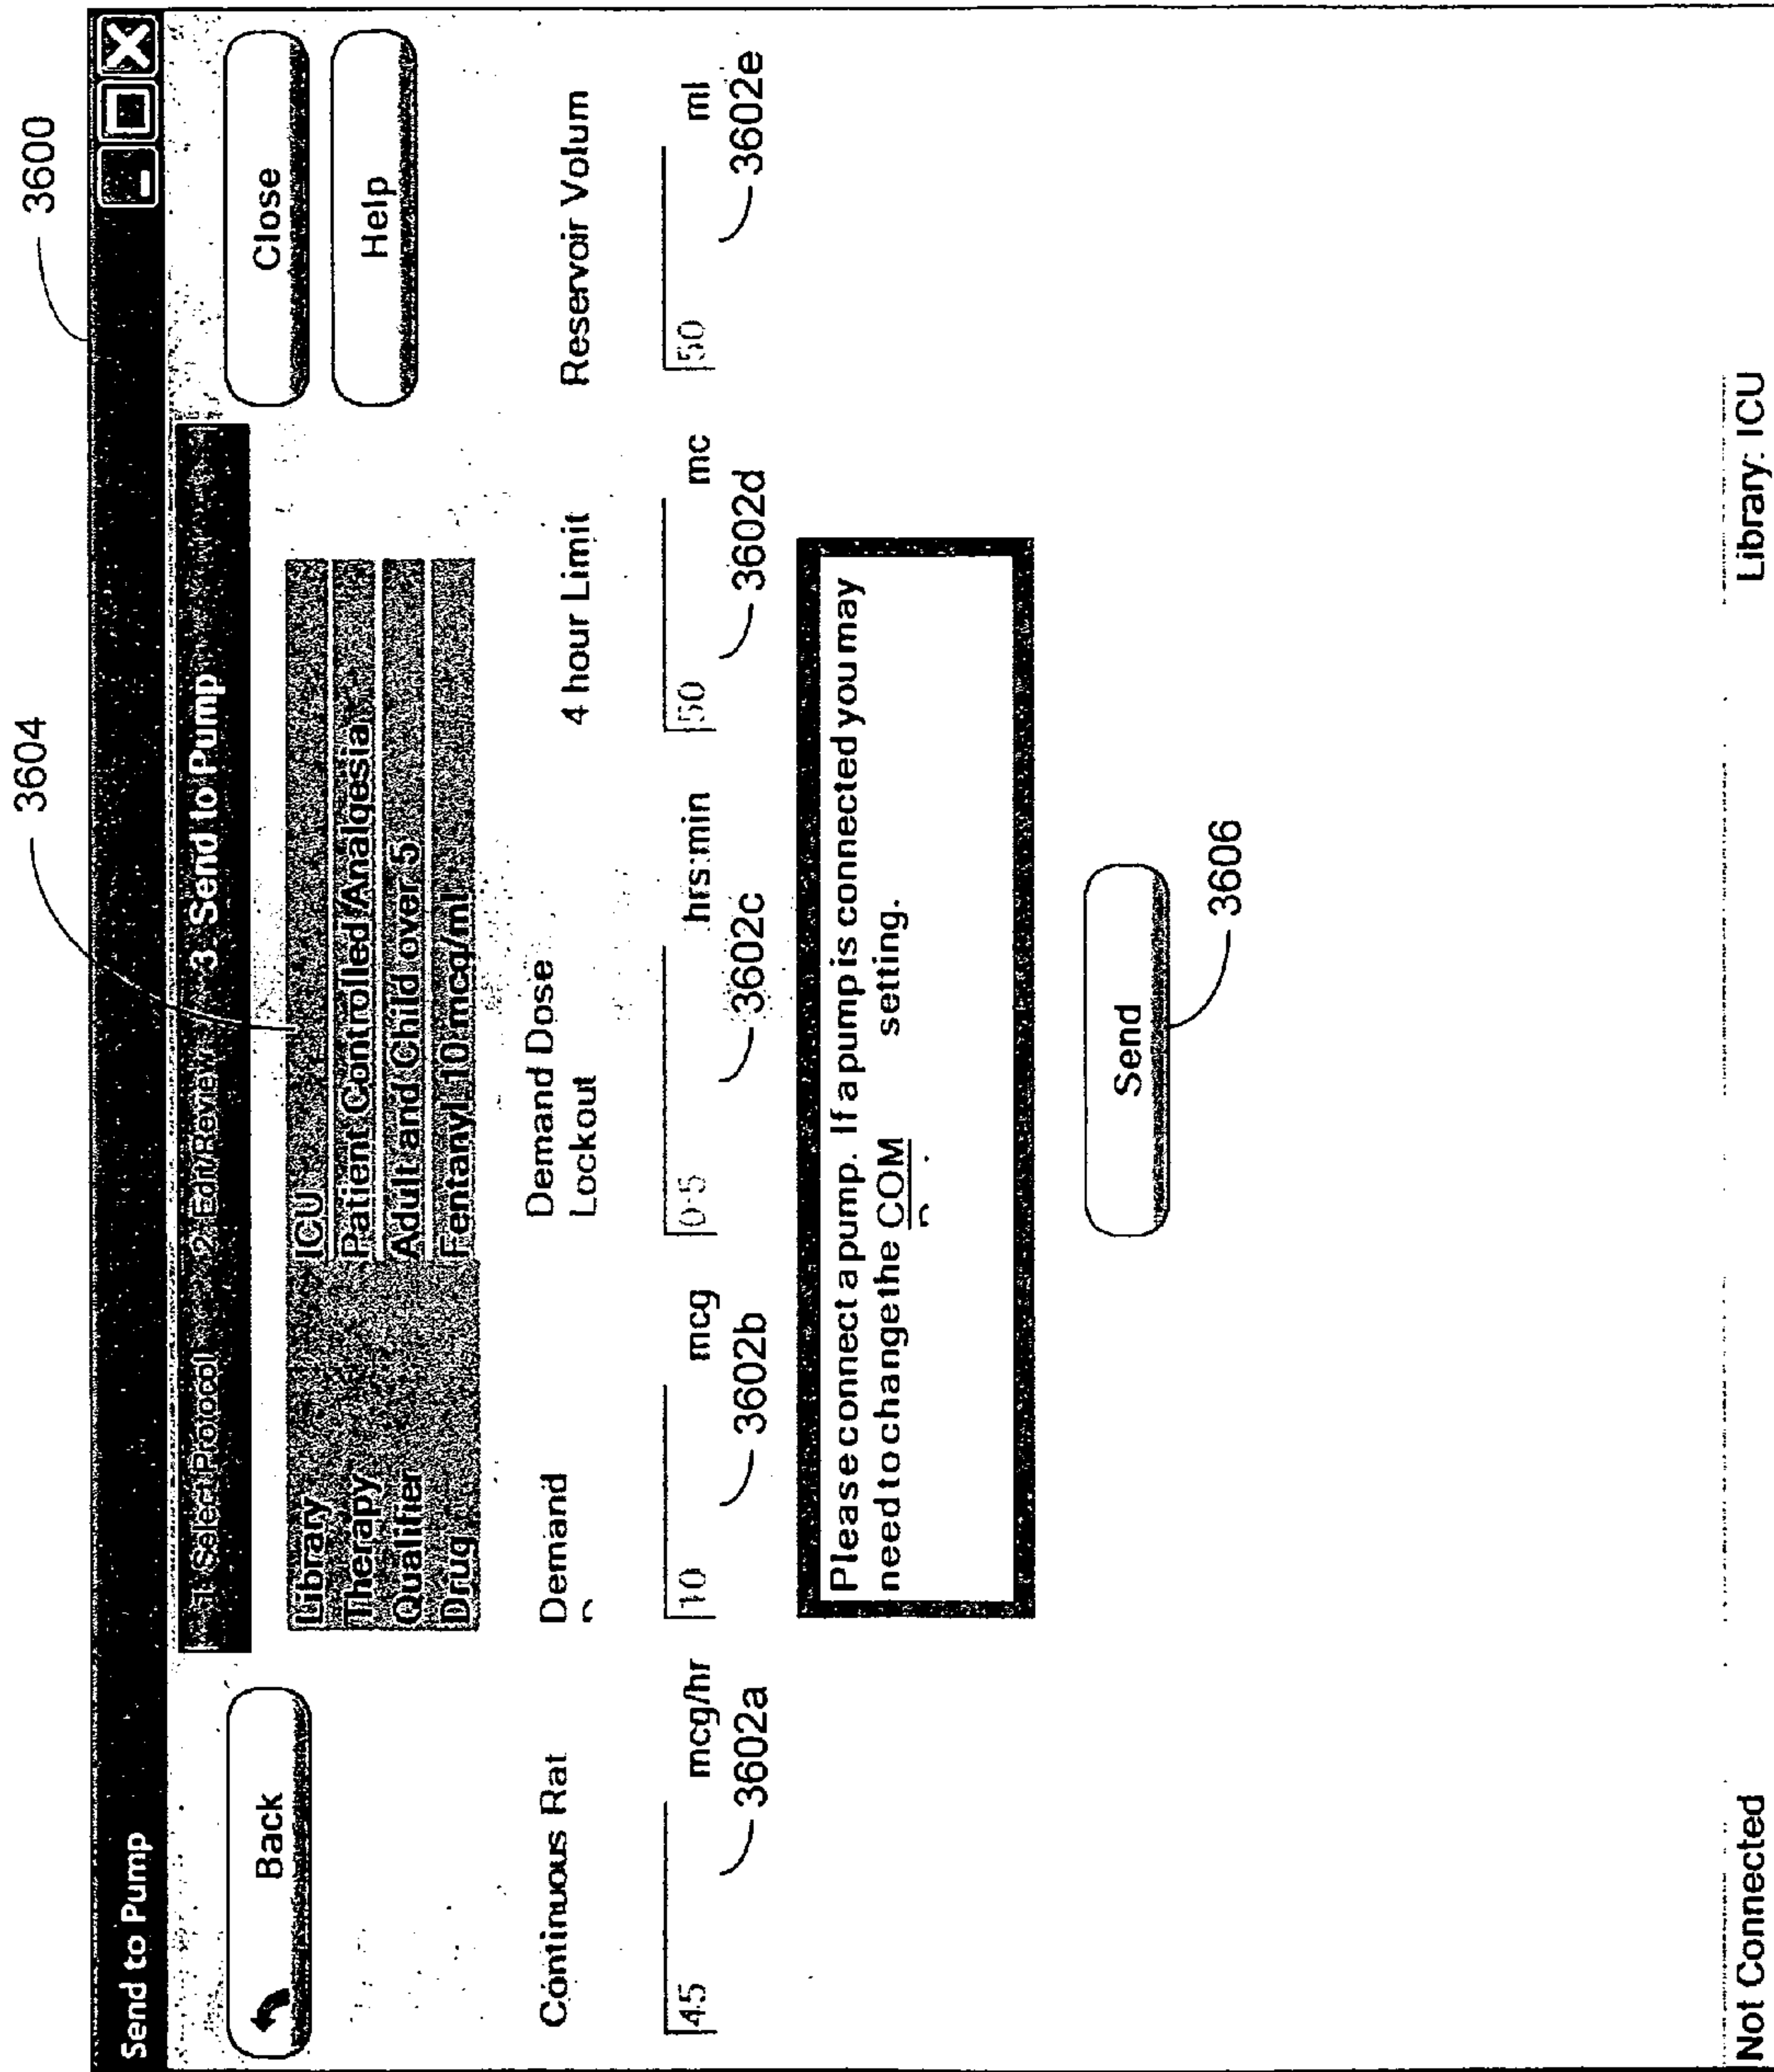 3600
3604
Send to Pump
Back
1. Select Protocol 2. Edit/Review 3. Send to Pump
Close
Help
Library ICU
Therapy Patient Controlled Analgesia
Qualifier Adult and Child over 5
Drug Fentanyl 10 mcg/ml
Continuous Rat
Demand
Demand Dose
Lockout
4 hour Limit
Reservoir Volum
45 mcg/hr
10 mcg
0:5 hrs:min
50 mc
50 ml
3602a
3602b
3602c
3602d
3602e
Please connect a pump. If a pump is connected you may
need to change the COM setting.
Send
3606
Not Connected
Library: ICU